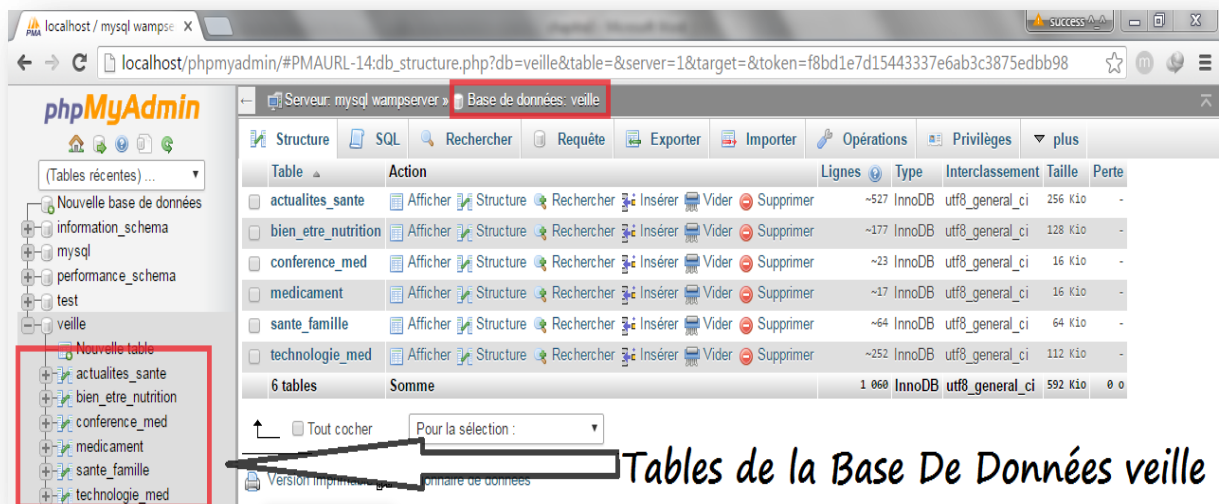 localhost / mysql wampse
success ^_^
localhost/phpmyadmin/#PMAURL-14:db_structure.php?db=veille&table=&server=1&target=&token=f8bd1e7d15443337e6ab3c3875edbb98
phpMyAdmin
(Tables récentes) ...
Nouvelle base de données
information_schema
mysql
performance_schema
test
veille
Nouvelle table
actualites_sante
bien_etre_nutrition
conference_med
medicament
sante_famille
technologie_med
Serveur: mysql wampserver » Base de données: veille
Structure SQL Rechercher Requête Exporter Importer Opérations Privilèges plus
Table Action Lignes Type Interclassement Taille Perte
actualites_sante Afficher Structure Rechercher Insérer Vider Supprimer ~527 InnoDB utf8_general_ci 256 Kio -
bien_etre_nutrition Afficher Structure Rechercher Insérer Vider Supprimer ~177 InnoDB utf8_general_ci 128 Kio -
conference_med Afficher Structure Rechercher Insérer Vider Supprimer ~23 InnoDB utf8_general_ci 16 Kio -
medicament Afficher Structure Rechercher Insérer Vider Supprimer ~17 InnoDB utf8_general_ci 16 Kio -
sante_famille Afficher Structure Rechercher Insérer Vider Supprimer ~64 InnoDB utf8_general_ci 64 Kio -
technologie_med Afficher Structure Rechercher Insérer Vider Supprimer ~252 InnoDB utf8_general_ci 112 Kio -
6 tables Somme 1 060 InnoDB utf8_general_ci 592 Kio 0 o
Tout cocher Pour la sélection :
Version de données
Tables de la Base De Données veille